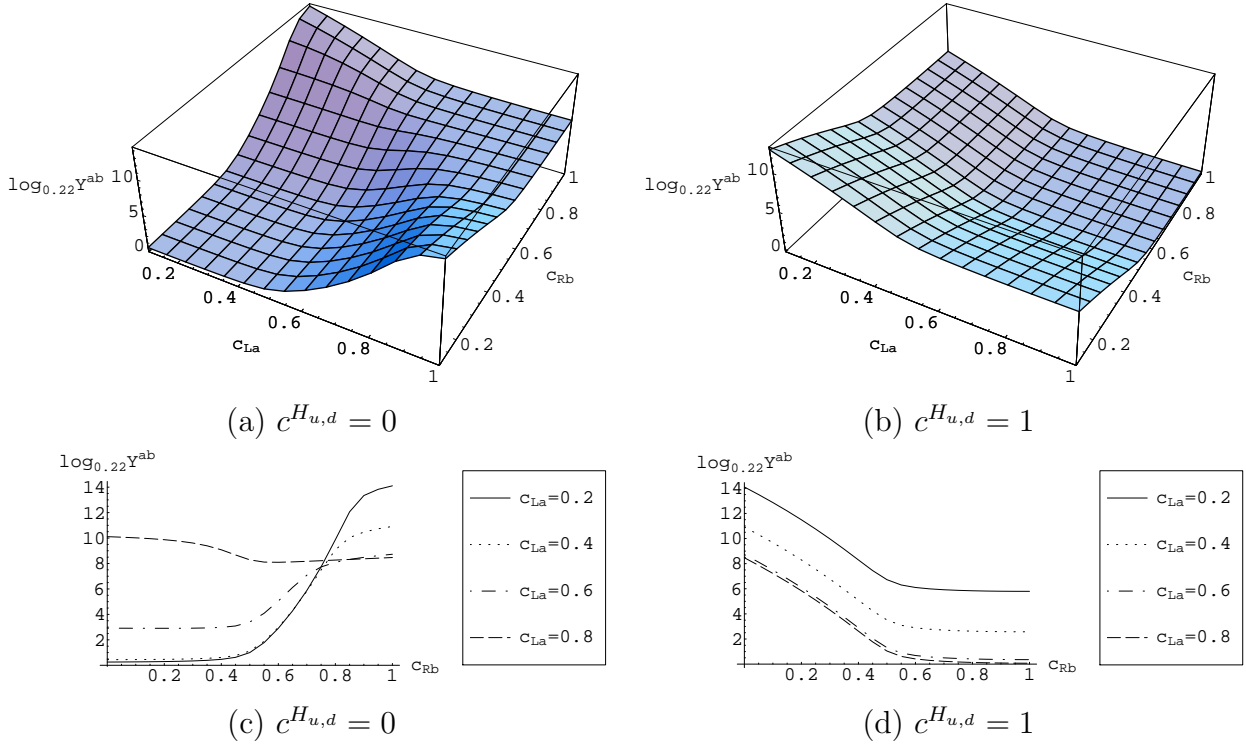 log0.22Yab
10
5
0
0.2
0.4
0.6
0.8
1
cLa
0.2
0.4
0.6
0.8
1
cRb
(a) c^{H_{u,d}} = 0
log0.22Yab
10
5
0
0.2
0.4
0.6
0.8
1
cLa
0.2
0.4
0.6
0.8
1
cRb
(b) c^{H_{u,d}} = 1
log0.22Yab
14
12
10
8
6
4
2
0.2 0.4 0.6 0.8 1 cRb
cLa=0.2
cLa=0.4
cLa=0.6
cLa=0.8
(c) c^{H_{u,d}} = 0
log0.22Yab
14
12
10
8
6
4
2
0.2 0.4 0.6 0.8 1 cRb
cLa=0.2
cLa=0.4
cLa=0.6
cLa=0.8
(d) c^{H_{u,d}} = 1